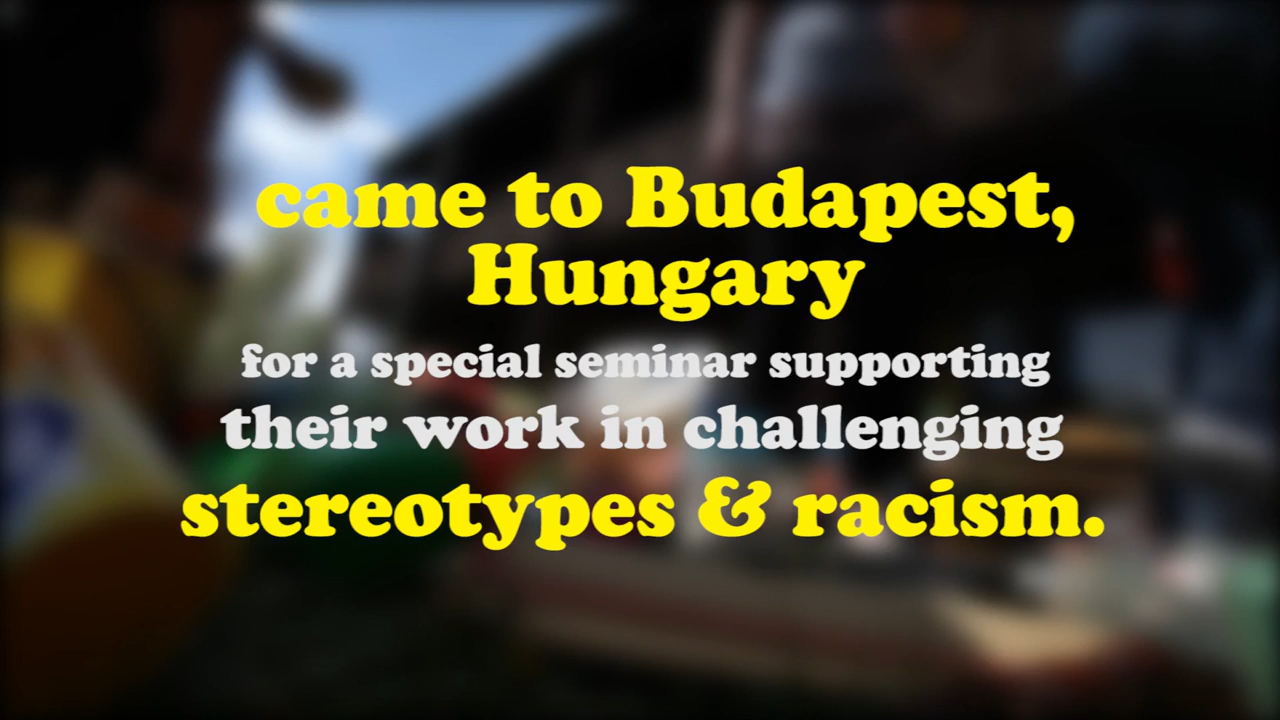 came to Budapest,
Hungary
for a special seminar supporting
their work in challenging
stereotypes & racism.